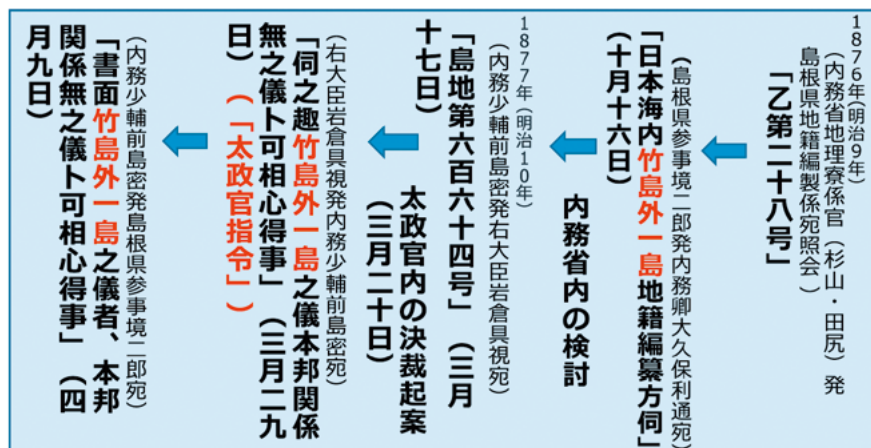 1876年(明治9年)
（内務省地理寮係官（杉山・田尻）発
島根県地籍編製係宛照会）
「乙第二十八号」
（島根県参事境二郎発内務卿大久保利通宛）
「日本海内竹島外一島地籍編纂方伺」
（十月十六日）
内務省内の検討
1877年（明治10年）
（内務少輔前島密発右大臣岩倉具視宛）
「島地第六百六十四号」（三月
十七日）
太政官内の決裁起案
（三月二十日）
（右大臣岩倉具視発内務少輔前島密宛）
「伺之趣竹島外一島之儀本邦関係
無之儀ト可相心得事」（三月二九
日）（「太政官指令」）
（内務少輔前島密発島根県参事境二郎宛）
「書面竹島外一島之儀者、本邦
関係無之儀ト可相心得事」（四
月九日）